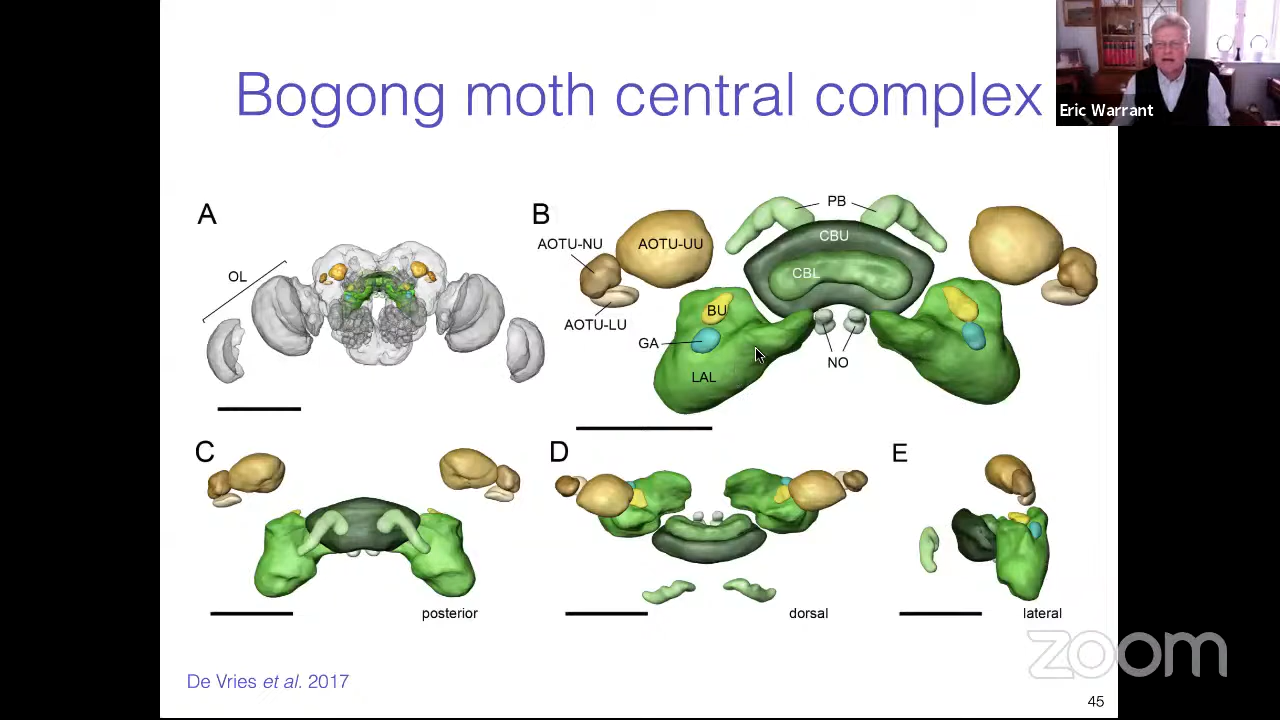 Bogong moth central complex
Eric Warrant
A
OL
B
PB
AOTU-NU
AOTU-UU
CBU
CBL
AOTU-LU
BU
GA
LAL
NO
C
posterior
D
dorsal
E
lateral
zoom
De Vries et al. 2017
45